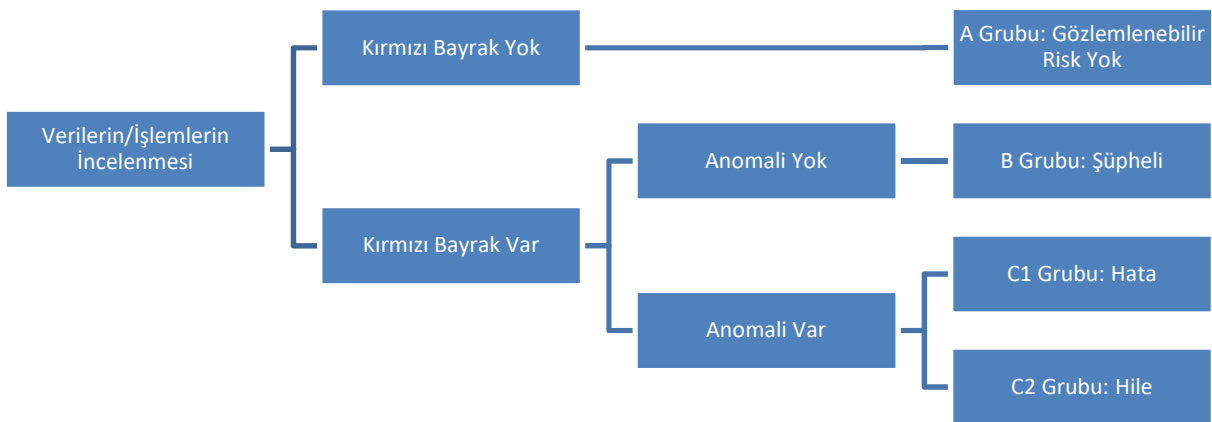 Verilerin/İşlemlerin
İncelenmesi
Kırmızı Bayrak Yok
A Grubu: Gözlemlenebilir
Risk Yok
Kırmızı Bayrak Var
Anomali Yok
B Grubu: Şüpheli
Anomali Var
C1 Grubu: Hata
C2 Grubu: Hile